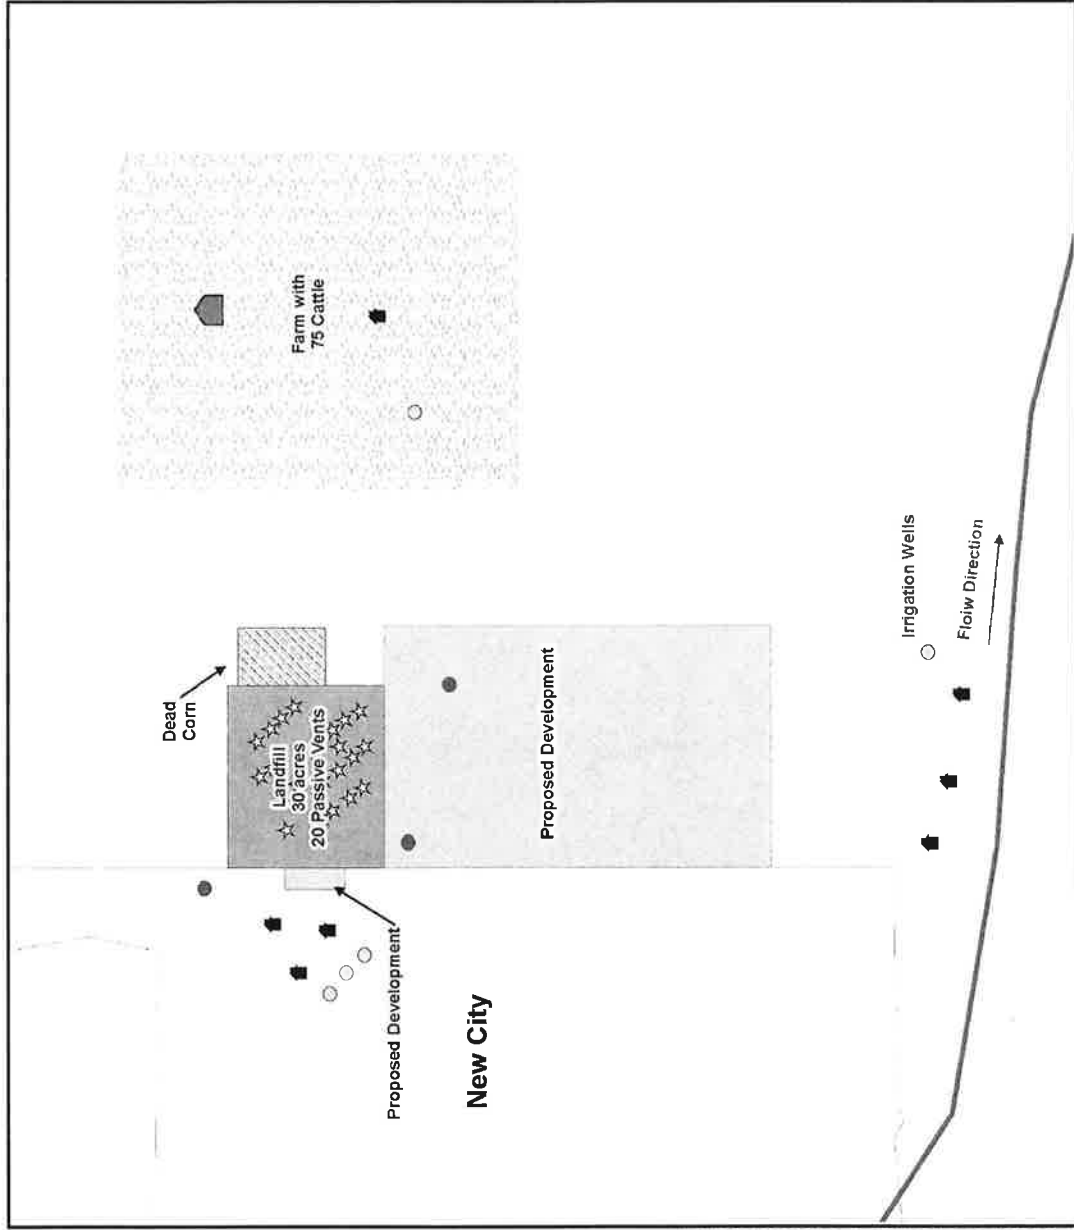 Dead
Corn
Landfill
30 acres
20 Passive Vents
Farm with
75 Cattle
Proposed Development
Proposed Development
New City
Irrigation Wells
Floiw Direction